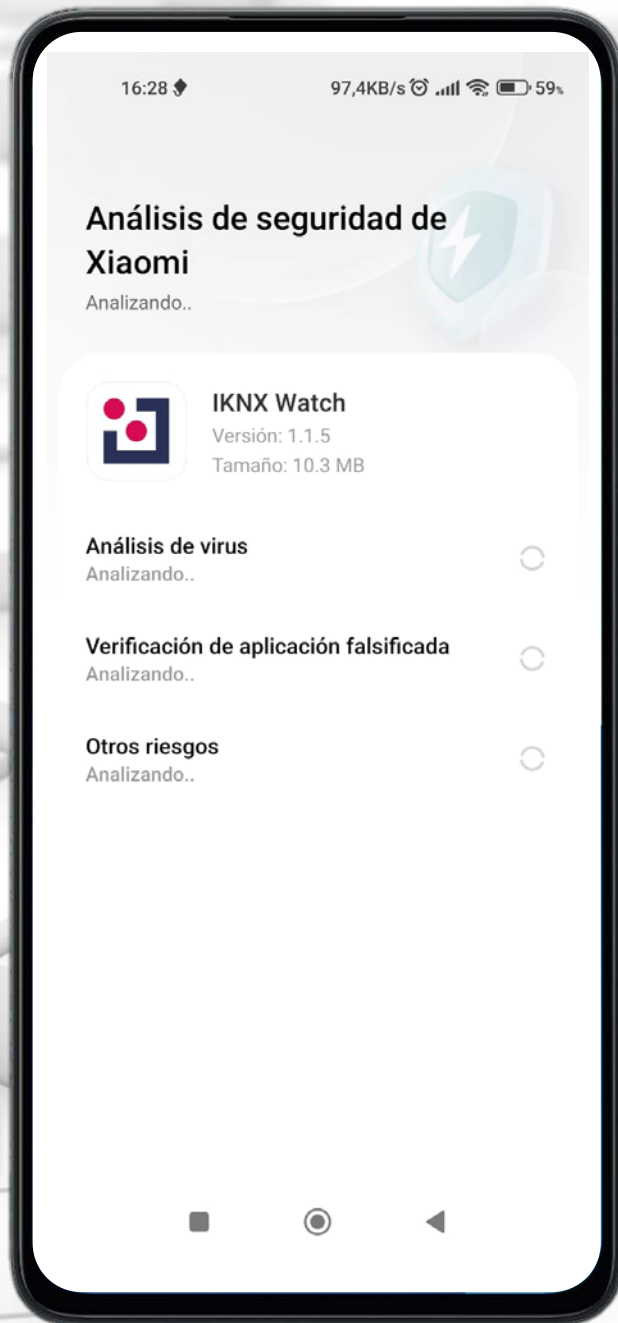 16:28 97,4KB/s 59%
Análisis de seguridad de
Xiaomi
Analizando..
IKNX Watch
Versión: 1.1.5
Tamaño: 10.3 MB
Análisis de virus
Analizando..
Verificación de aplicación falsificada
Analizando..
Otros riesgos
Analizando..